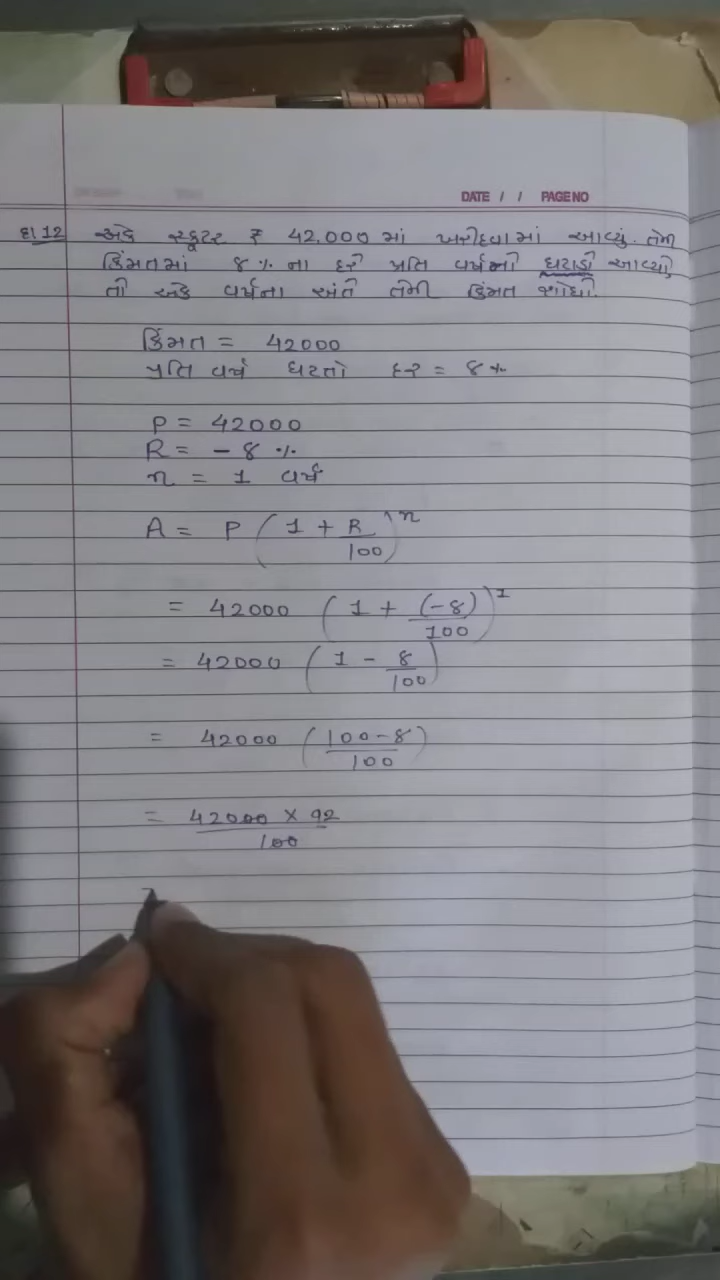 DATE / / PAGE NO
દા.12 એક સ્કૂટર ₹ 42,000 માં ખરીદવામાં આવ્યું. તેની
કિંમતમાં 8 % ના દરે પ્રતિ વર્ષની ઘટાડો આવ્યો,
તો એક વર્ષના અંતે તેની કિંમત શોધો.
કિંમત = 42000
પ્રતિ વર્ષ ઘટતો દર = 8 %
P = 42000
R = - 8 %
n = 1 વર્ષ
A = P ( 1 + R/100 )^n
= 42000 ( 1 + (-8)/100 )^1
= 42000 ( 1 - 8/100 )
= 42000 ( 100-8/100 )
= 42000 × 92/100